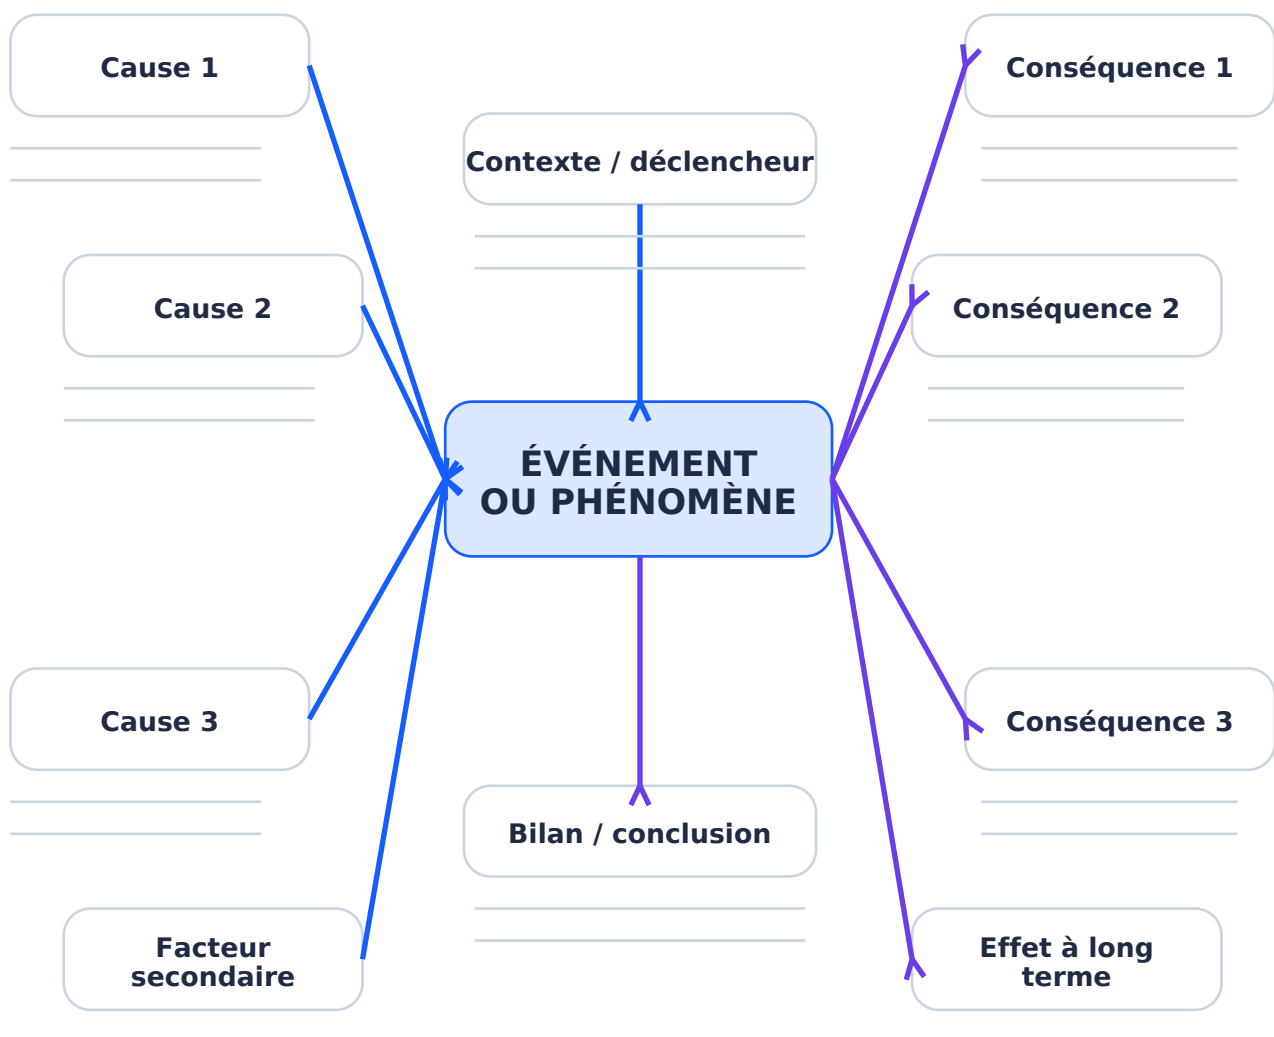 Cause 1
Conséquence 1
Contexte / déclencheur
Cause 2
Conséquence 2
ÉVÉNEMENT
OU PHÉNOMÈNE
Cause 3
Conséquence 3
Bilan / conclusion
Facteur
secondaire
Effet à long
terme